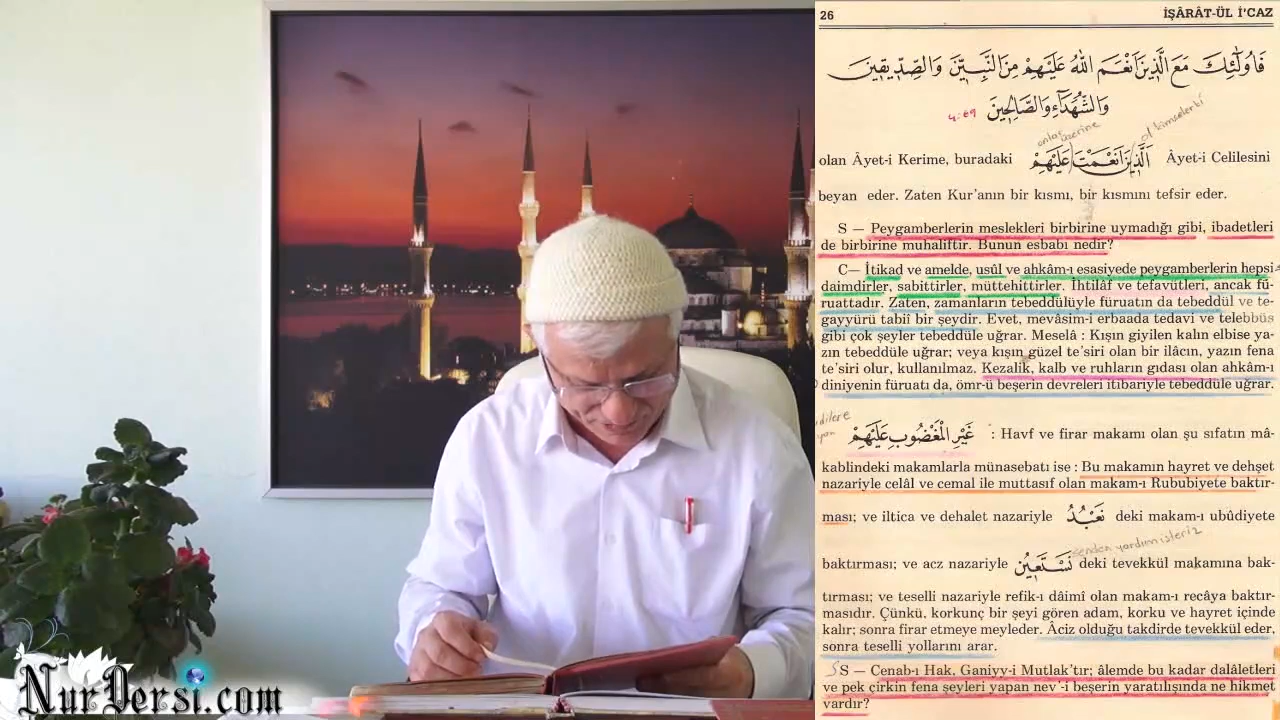 26
İŞÂRÂT-ÜL İ'CAZ
فَاُولٰٓئِكَ مَعَ الَّذٖينَ اَنْعَمَ اللّٰهُ عَلَيْهِمْ مِنَ النَّبِيّٖنَ وَالصِّدّٖيقٖينَ
وَالشُّهَدَٓاءِ وَالصَّالِحٖينَ
4:69
olan Âyet-i Kerime, buradaki اَلَّذٖينَ اَنْعَمْتَ عَلَيْهِمْ Âyet-i Celilesini
beyan eder. Zaten Kur'anın bir kısmı, bir kısmını tefsir eder.
S — Peygamberlerin meslekleri birbirine uymadığı gibi, ibadetleri
de birbirine muhaliftir. Bunun esbabı nedir?
C— İtikad ve amelde, usûl ve ahkâm-ı esasiyede peygamberlerin hepsi
daimdirler, sabittirler, müttehittirler. İhtilâf ve tefavütleri, ancak fü-
ruattadır. Zaten, zamanların tebeddülüyle füruatın da tebeddül ve te-
gayyürü tabiî bir şeydir. Evet, mevâsim-i erbaada tedavi ve telebbüs
gibi çok şeyler tebeddüle uğrar. Meselâ : Kışın giyilen kalın elbise ya-
zın tebeddüle uğrar; veya kışın güzel te'siri olan bir ilâcın, yazın fena
te'siri olur, kullanılmaz. Kezalik, kalb ve ruhların gıdası olan ahkâm-ı
diniyenin füruatı da, ömr-ü beşerin devreleri itibariyle tebeddüle uğrar.
غَيْرِ الْمَغْضُوبِ عَلَيْهِمْ : Havf ve firar makamı olan şu sıfatın mâ-
kablindeki makamlarla münasebatı ise : Bu makamın hayret ve dehşet
nazariyle celâl ve cemal ile muttasıf olan makam-ı Rububiyete baktır-
ması; ve iltica ve dehalet nazariyle نَعْبُدُ deki makam-ı ubûdiyete
senden yardım isteriz
baktırması; ve acz nazariyle نَسْتَعٖينُ deki tevekkül makamına bak-
tırması; ve teselli nazariyle refik-ı dâimî olan makam-ı recâya baktır-
masıdır. Çünkü, korkunç bir şeyi gören adam, korku ve hayret içinde
kalır; sonra firar etmeye meyleder. Âciz olduğu takdirde tevekkül eder,
sonra teselli yollarını arar.
S — Cenab-ı Hak, Ganiyy-i Mutlak'tır; âlemde bu kadar dalâletleri
ve pek çirkin fena şeyleri yapan nev -i beşerin yaratılışında ne hikmet
vardır?
NurDersi.com